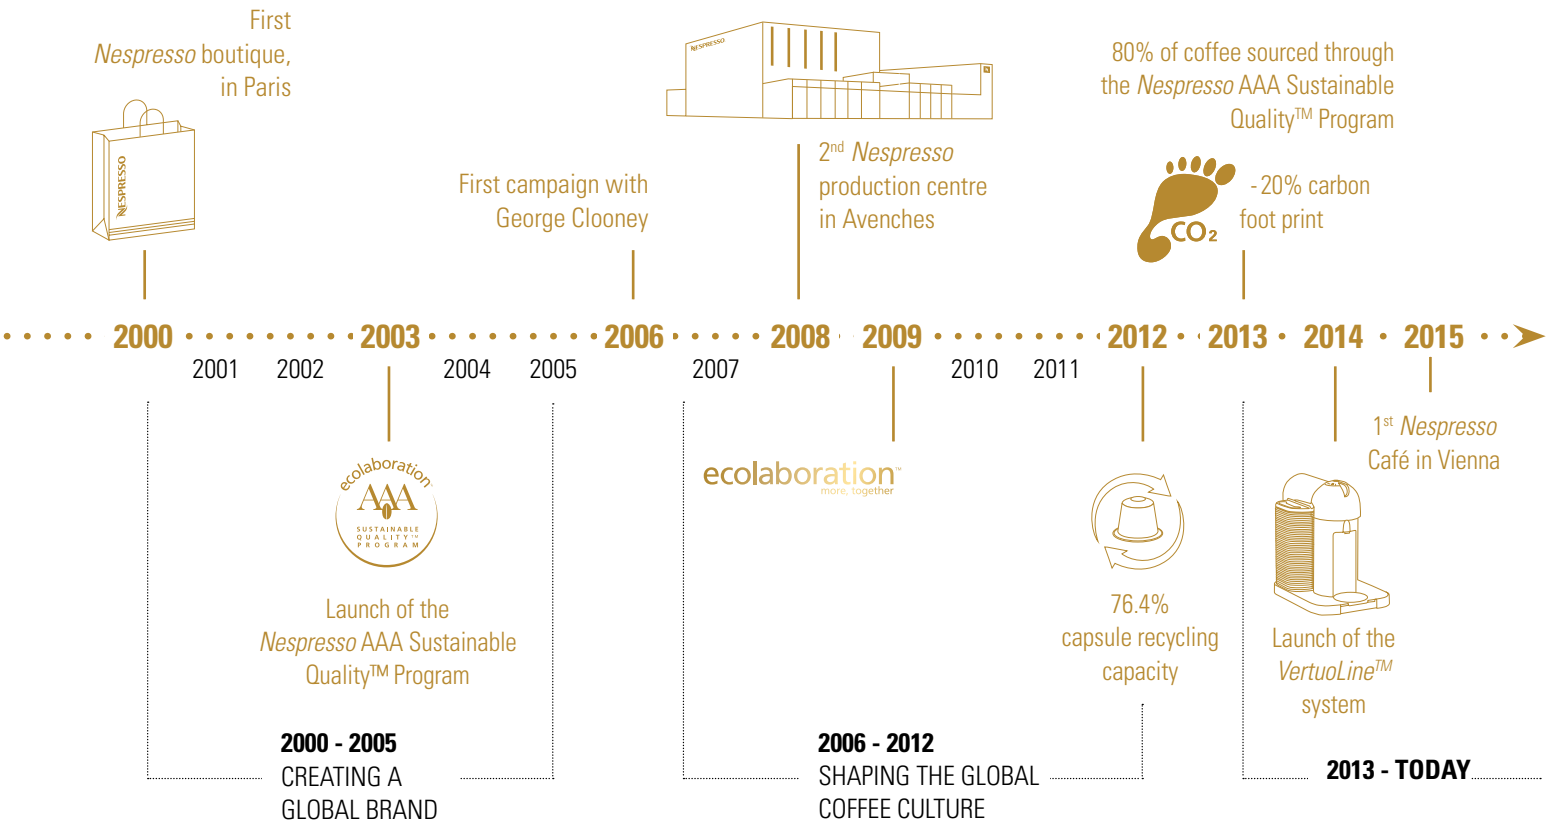 First
Nespresso boutique,
in Paris
NESPRESSO
First campaign with
George Clooney
NESPRESSO
2nd Nespresso
production centre
in Avenches
80% of coffee sourced through
the Nespresso AAA Sustainable
Quality™ Program
CO2
-20% carbon
foot print
2000 2003 2006 2008 2009 2012 2013 2014 2015
2001 2002 2004 2005 2007 2010 2011
ecolaboration™
AAA
SUSTAINABLE
QUALITY™
PROGRAM
Launch of the
Nespresso AAA Sustainable
Quality™ Program
ecolaboration™
more, together
76.4%
capsule recycling
capacity
Launch of the
VertuoLine™
system
1st Nespresso
Café in Vienna
2000 - 2005
CREATING A
GLOBAL BRAND
2006 - 2012
SHAPING THE GLOBAL
COFFEE CULTURE
2013 - TODAY